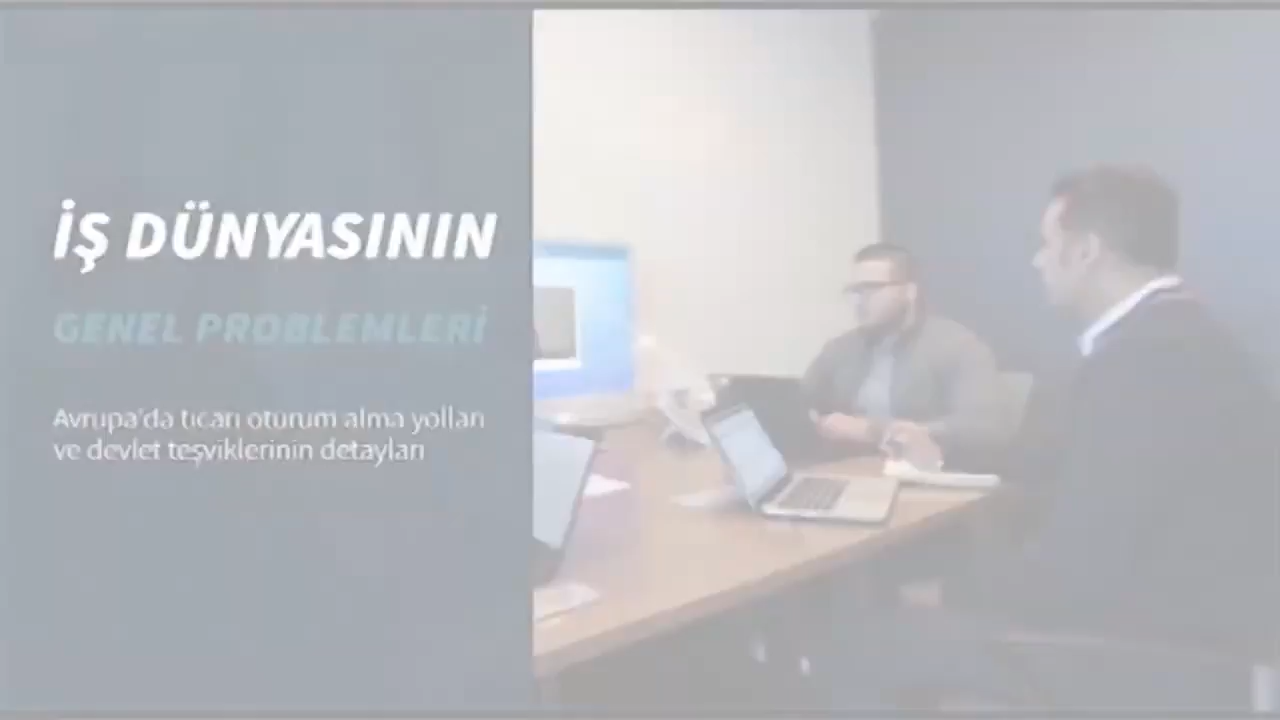 İŞ DÜNYASININ
GENEL PROBLEMLERİ
Avrupa'da ticari oturum alma yolları
ve devlet teşviklerinin detayları